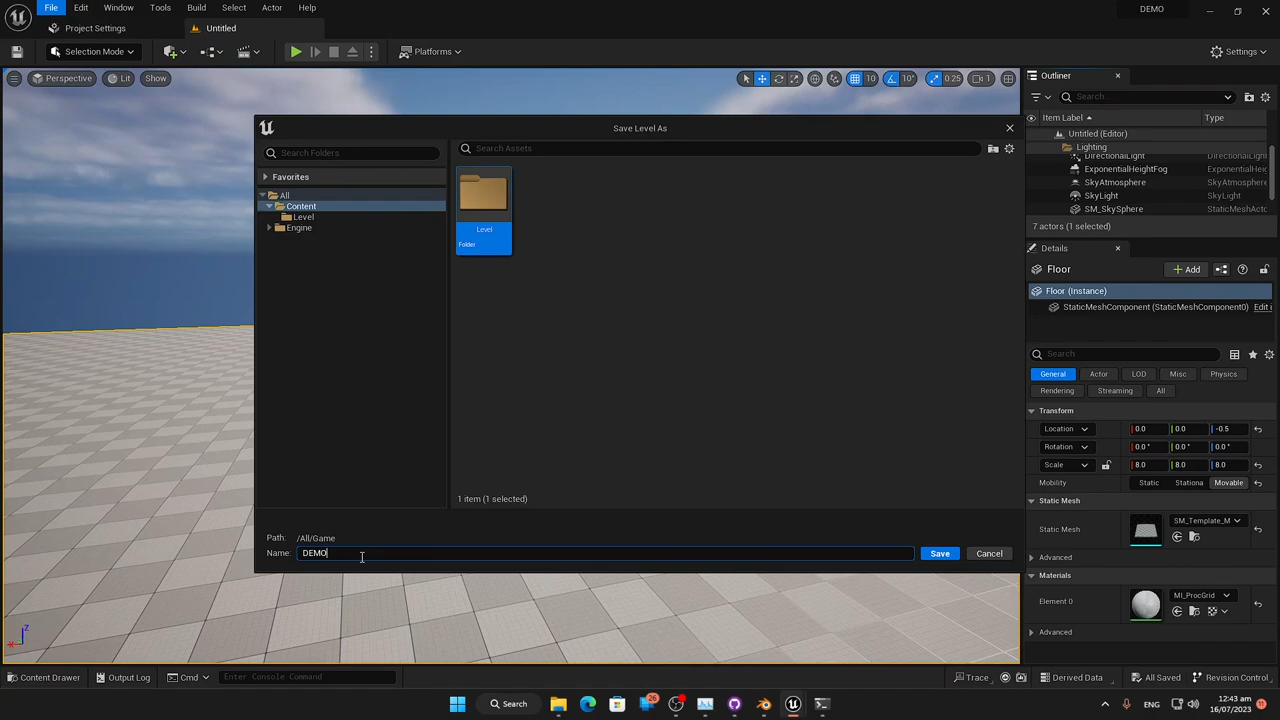 File Edit Window Tools Build Select Actor Help
DEMO
Project Settings Untitled
Selection Mode Platforms Settings
Perspective Lit Show 10 10° 0.25 1
Outliner
Search...
Item Label Type
Untitled (Editor)
Lighting
DirectionalLight DirectionalLight
ExponentialHeightFog ExponentialHei
SkyAtmosphere SkyAtmosphere
SkyLight SkyLight
SM_SkySphere StaticMeshActo
7 actors (1 selected)
Save Level As
Search Folders
Search Assets
Favorites
All
Content
Level
Engine
Level
Folder
1 item (1 selected)
Path: /All/Game
Name: DEMO
Save Cancel
Details
Floor Add
Floor (Instance)
StaticMeshComponent (StaticMeshComponent0) Edit i
Search
General Actor LOD Misc Physics
Rendering Streaming All
Transform
Location 0.0 0.0 -0.5
Rotation 0.0 ° 0.0 ° 0.0 °
Scale 8.0 8.0 8.0
Mobility Static Stationa Movable
Static Mesh
Static Mesh SM_Template_M
Advanced
Materials
Element 0 MI_ProcGrid
Advanced
Z
X
Content Drawer Output Log Cmd Enter Console Command Trace Derived Data All Saved Revision Control
Search 26 ENG 12:43 am
16/07/2023